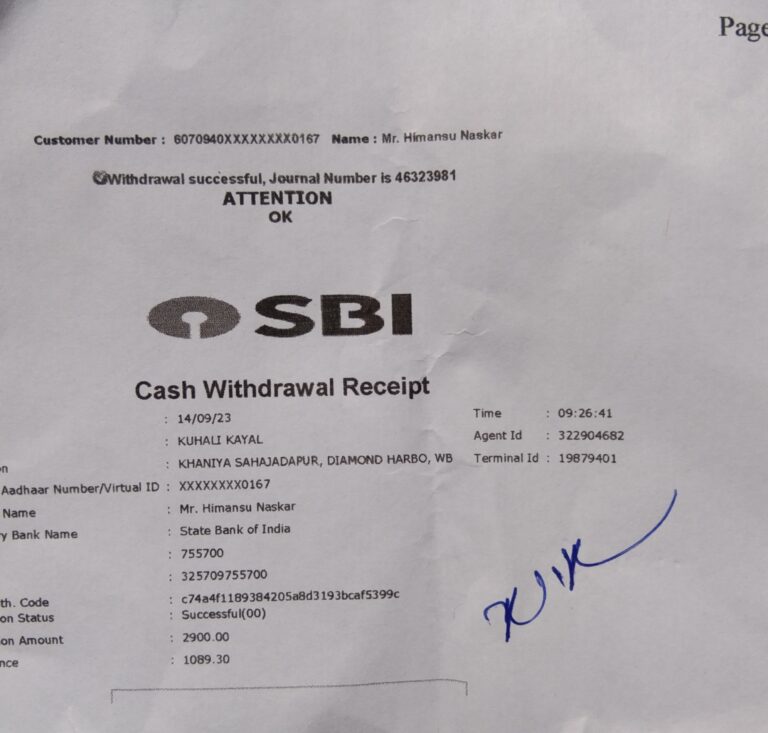 Page
Customer Number : 6070940XXXXXXXX0167 Name : Mr. Himansu Naskar
Withdrawal successful, Journal Number is 46323981
ATTENTION
OK
SBI
Cash Withdrawal Receipt
: 14/09/23 Time : 09:26:41
: KUHALI KAYAL Agent Id : 322904682
on : KHANIYA SAHAJADAPUR, DIAMOND HARBO, WB Terminal Id : 19879401
Aadhaar Number/Virtual ID : XXXXXXXX0167
Name : Mr. Himansu Naskar
y Bank Name : State Bank of India
: 755700
: 325709755700
th. Code : c74a4f1189384205a8d3193bcaf5399c
on Status : Successful(00)
on Amount : 2900.00
nce : 1089.30